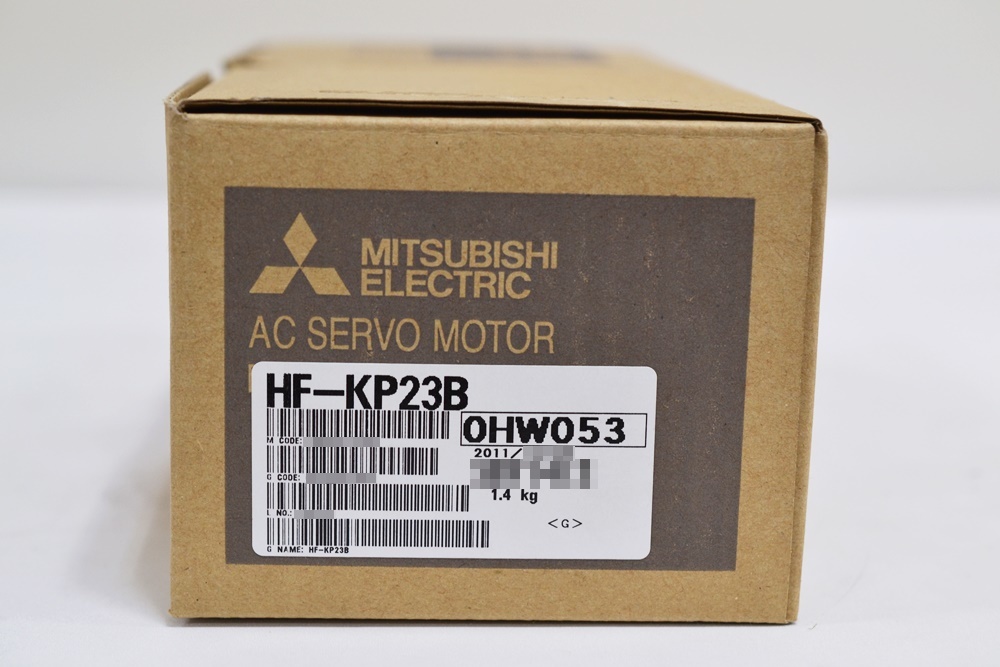 MITSUBISHI
ELECTRIC
AC SERVO MOTOR
HF-KP23B
0HW053
M CODE:
2011/
G CODE:
1.4 kg
L NO.:
<G>
G NAME: HF-KP23B